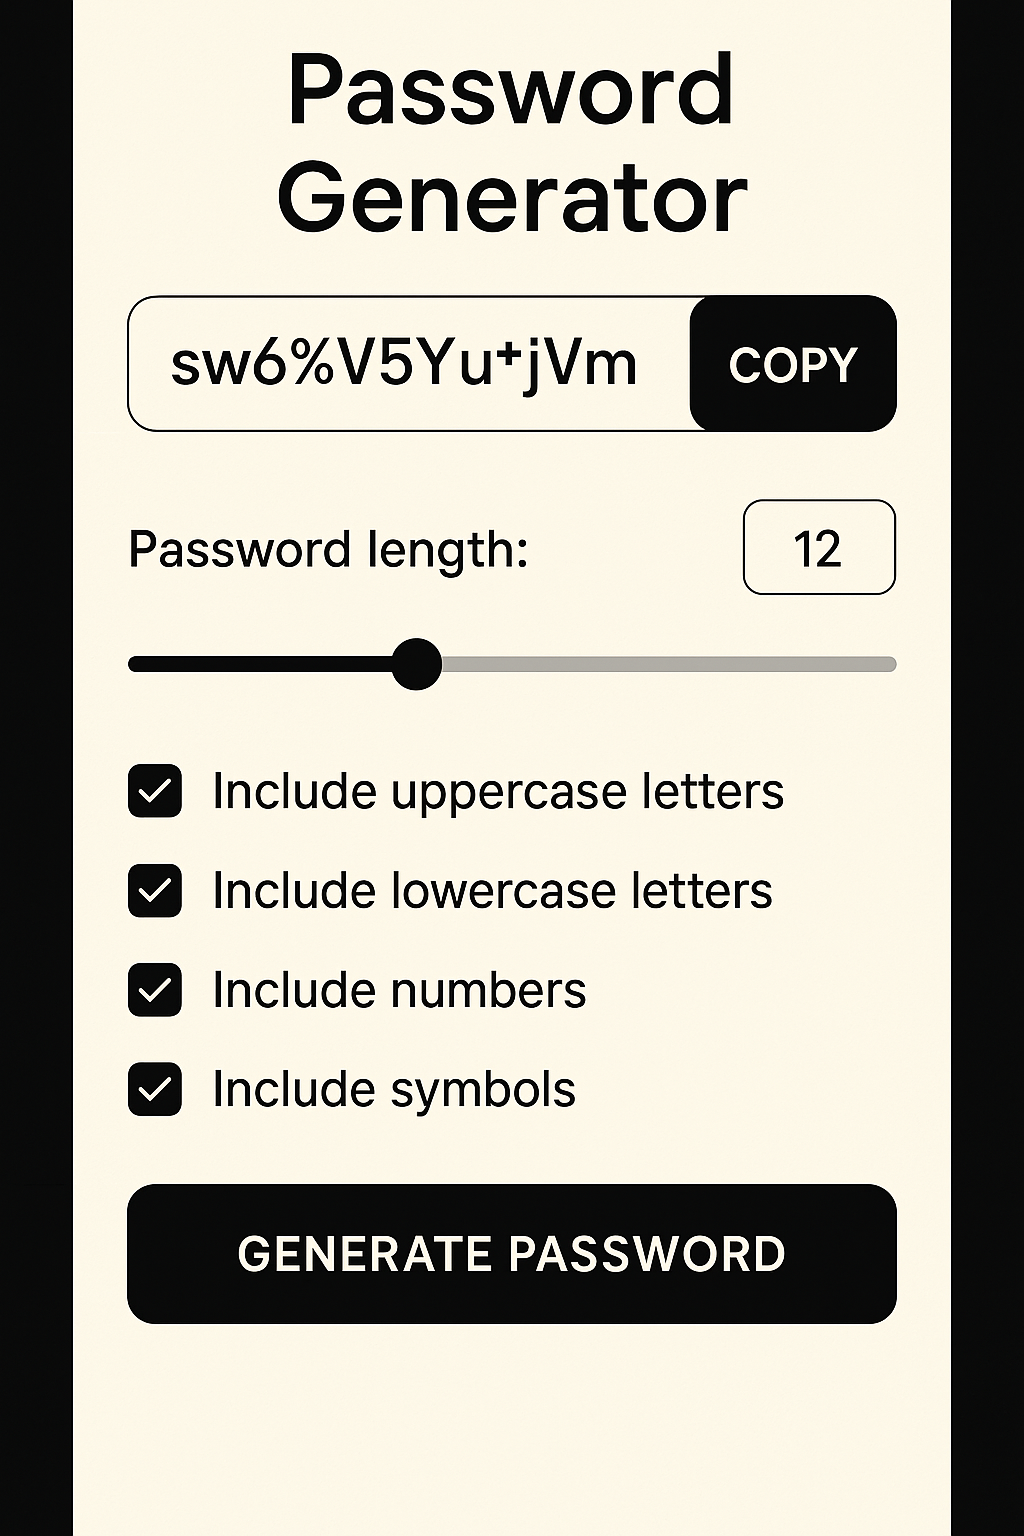 Password
Generator
sw6%V5Yu+jVm
COPY
Password length:
12
Include uppercase letters
Include lowercase letters
Include numbers
Include symbols
GENERATE PASSWORD